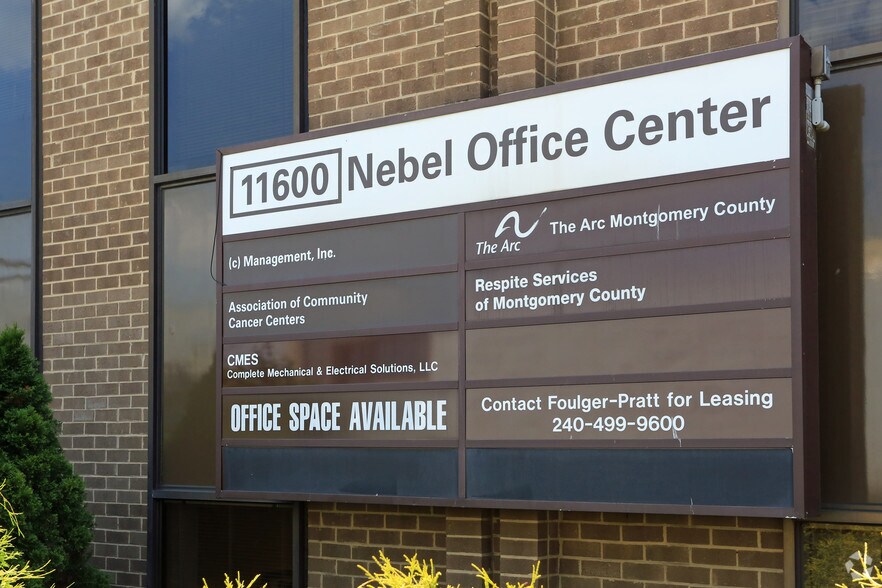 11600 Nebel Office Center
(c) Management, Inc.
Association of Community
Cancer Centers
CMES
Complete Mechanical & Electrical Solutions, LLC
OFFICE SPACE AVAILABLE
The Arc
The Arc Montgomery County
Respite Services
of Montgomery County
Contact Foulger-Pratt for Leasing
240-499-9600